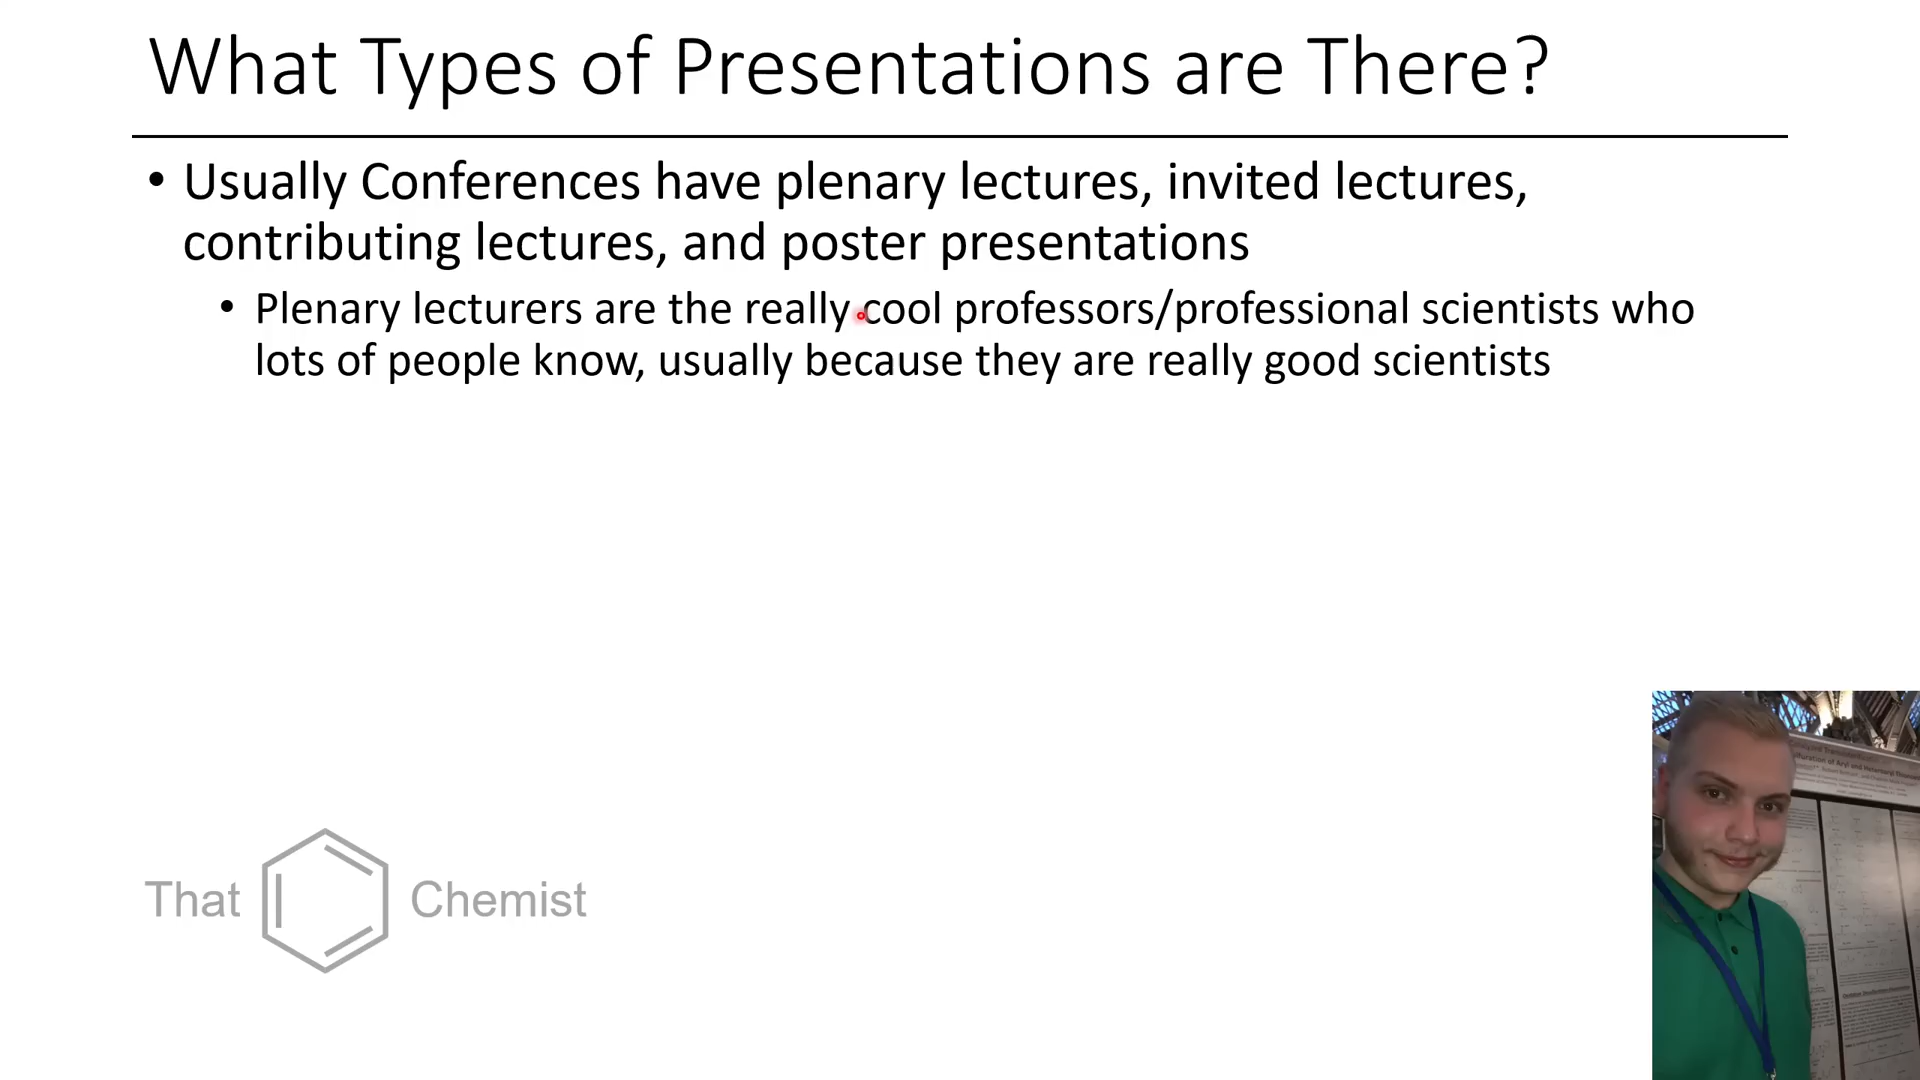 What Types of Presentations are There?
• Usually Conferences have plenary lectures, invited lectures,
contributing lectures, and poster presentations
• Plenary lecturers are the really cool professors/professional scientists who
lots of people know, usually because they are really good scientists
That Chemist